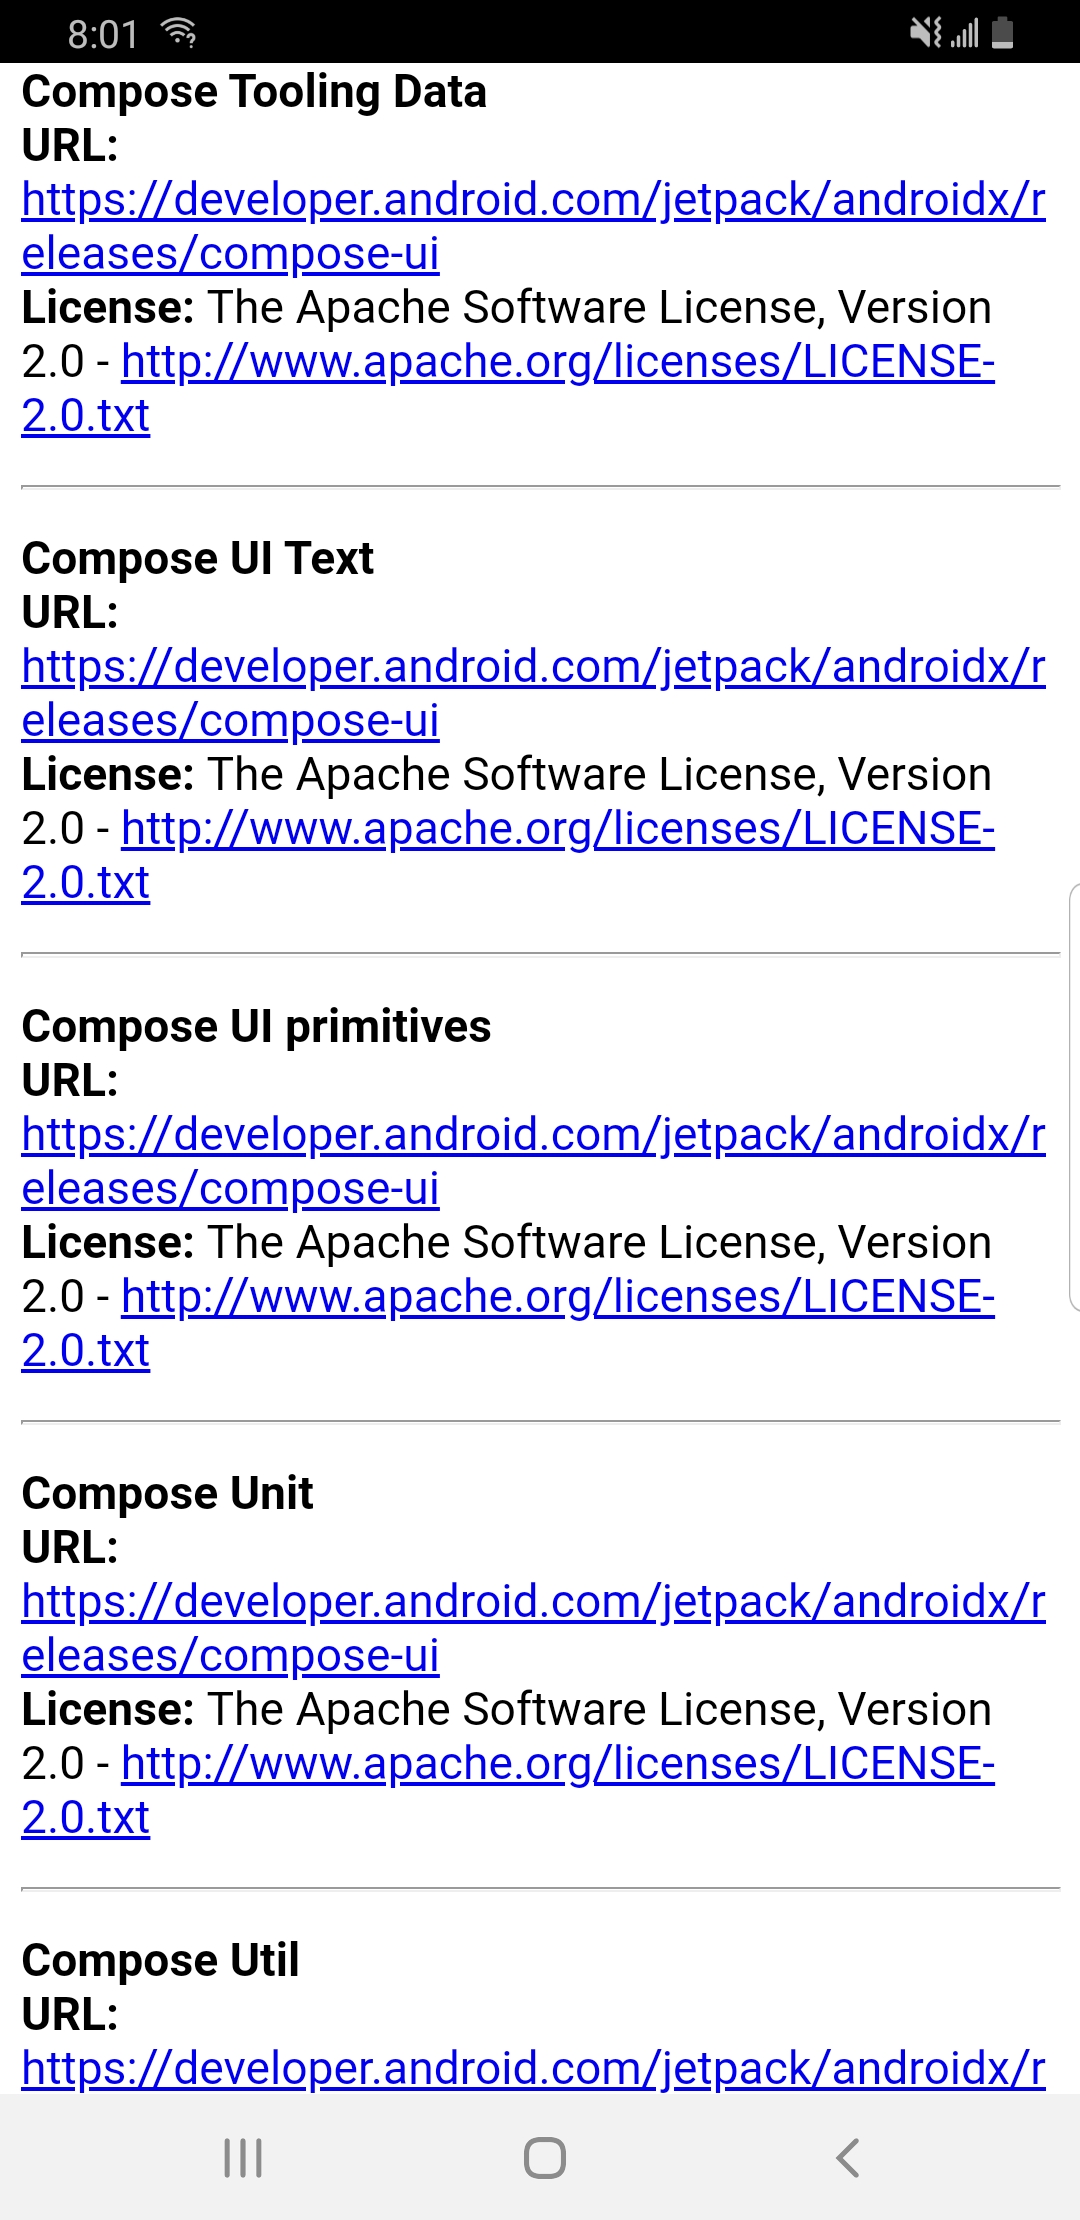 8:01
Compose Tooling Data
URL:
https://developer.android.com/jetpack/androidx/r
eleases/compose-ui
License: The Apache Software License, Version
2.0 - http://www.apache.org/licenses/LICENSE-
2.0.txt
Compose UI Text
URL:
https://developer.android.com/jetpack/androidx/r
eleases/compose-ui
License: The Apache Software License, Version
2.0 - http://www.apache.org/licenses/LICENSE-
2.0.txt
Compose UI primitives
URL:
https://developer.android.com/jetpack/androidx/r
eleases/compose-ui
License: The Apache Software License, Version
2.0 - http://www.apache.org/licenses/LICENSE-
2.0.txt
Compose Unit
URL:
https://developer.android.com/jetpack/androidx/r
eleases/compose-ui
License: The Apache Software License, Version
2.0 - http://www.apache.org/licenses/LICENSE-
2.0.txt
Compose Util
URL:
https://developer.android.com/jetpack/androidx/r